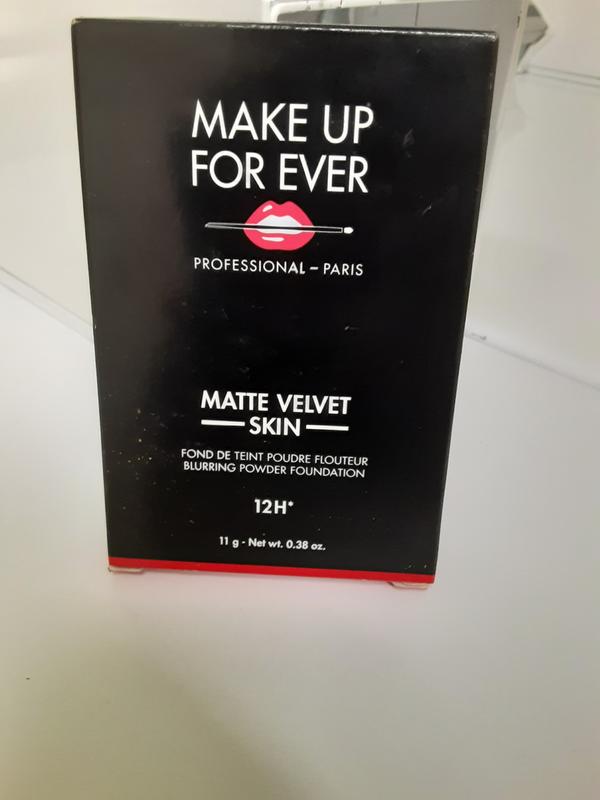 MAKE UP
FOR EVER
PROFESSIONAL – PARIS
MATTE VELVET
SKIN
FOND DE TEINT POUDRE FLOUTEUR
BLURRING POWDER FOUNDATION
12H*
11 g - Net wt. 0.38 oz.